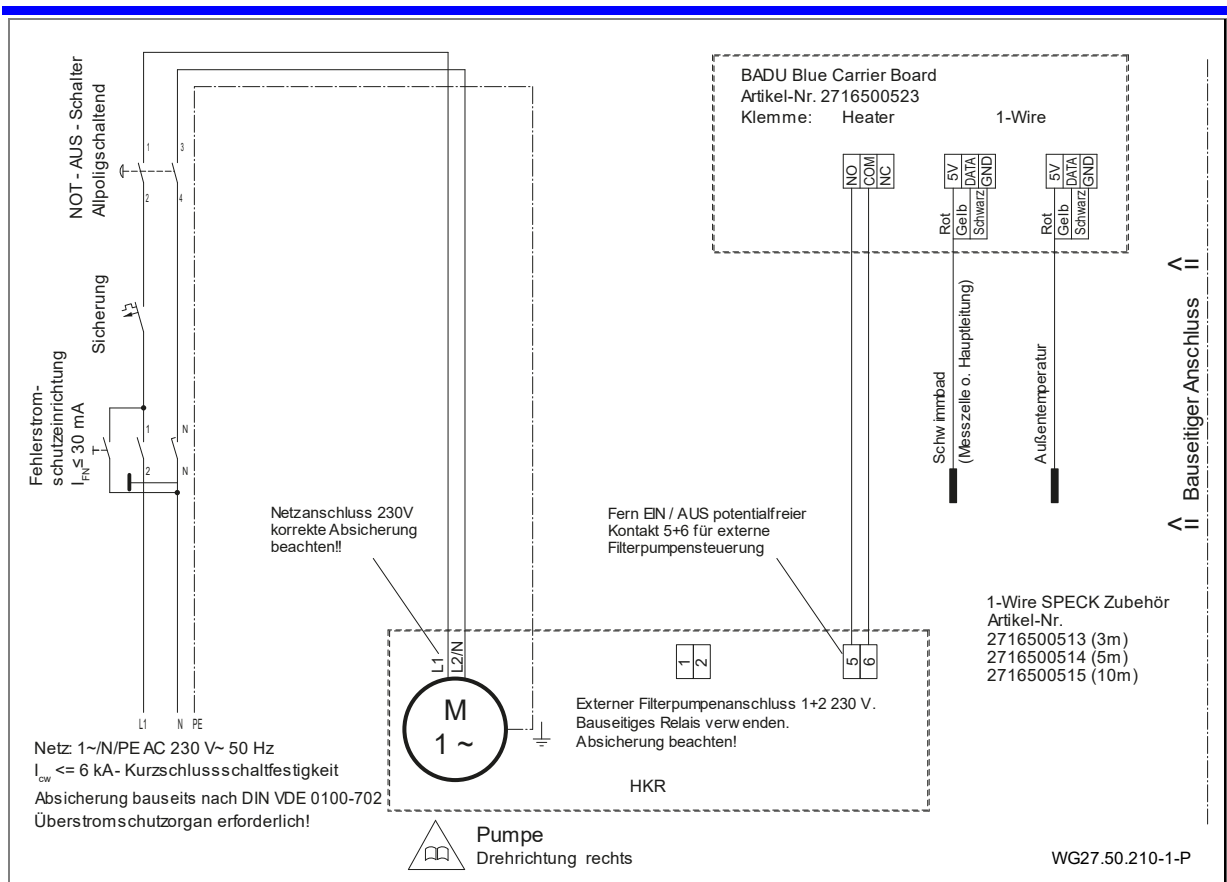 NOT - AUS - Schalter
Allpoligschaltend
1
3
2
4
Sicherung
Fehlerstrom-
schutzeinrichtung
I_FN ≤ 30 mA
1
N
2
N
L1
N
PE
Netz: 1~/N/PE AC 230 V~ 50 Hz
I_cw <= 6 kA- Kurzschlussschaltfestigkeit
Absicherung bauseits nach DIN VDE 0100-702
Überstromschutzorgan erforderlich!
Netzanschluss 230V
korrekte Absicherung
beachten!!
Fern EIN / AUS potentialfreier
Kontakt 5+6 für externe
Filterpumpensteuerung
BADU Blue Carrier Board
Artikel-Nr. 2716500523
Klemme: Heater 1-Wire
NO
COM
NC
5V
DATA
GND
5V
DATA
GND
Rot
Gelb
Schwarz
Rot
Gelb
Schwarz
Schwimmbad
(Messzelle o. Hauptleitung)
Außentemperatur
<=
Bauseitiger Anschluss
<=
1-Wire SPECK Zubehör
Artikel-Nr.
2716500513 (3m)
2716500514 (5m)
2716500515 (10m)
L1
L2/N
M
1 ~
1
2
5
6
Externer Filterpumpenanschluss 1+2 230 V.
Bauseitiges Relais verwenden.
Absicherung beachten!
HKR
Pumpe
Drehrichtung rechts
WG27.50.210-1-P